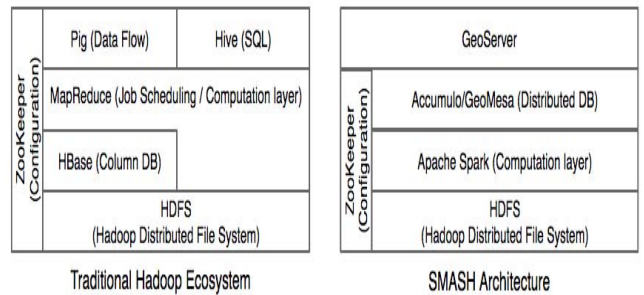 ZooKeeper
(Configuration)
Pig (Data Flow)
Hive (SQL)
MapReduce (Job Scheduling / Computation layer)
HBase (Column DB)
HDFS
(Hadoop Distributed File System)
Traditional Hadoop Ecosystem
GeoServer
ZooKeeper
(Configuration)
Accumulo/GeoMesa (Distributed DB)
Apache Spark (Computation layer)
HDFS
(Hadoop Distributed File System)
SMASH Architecture